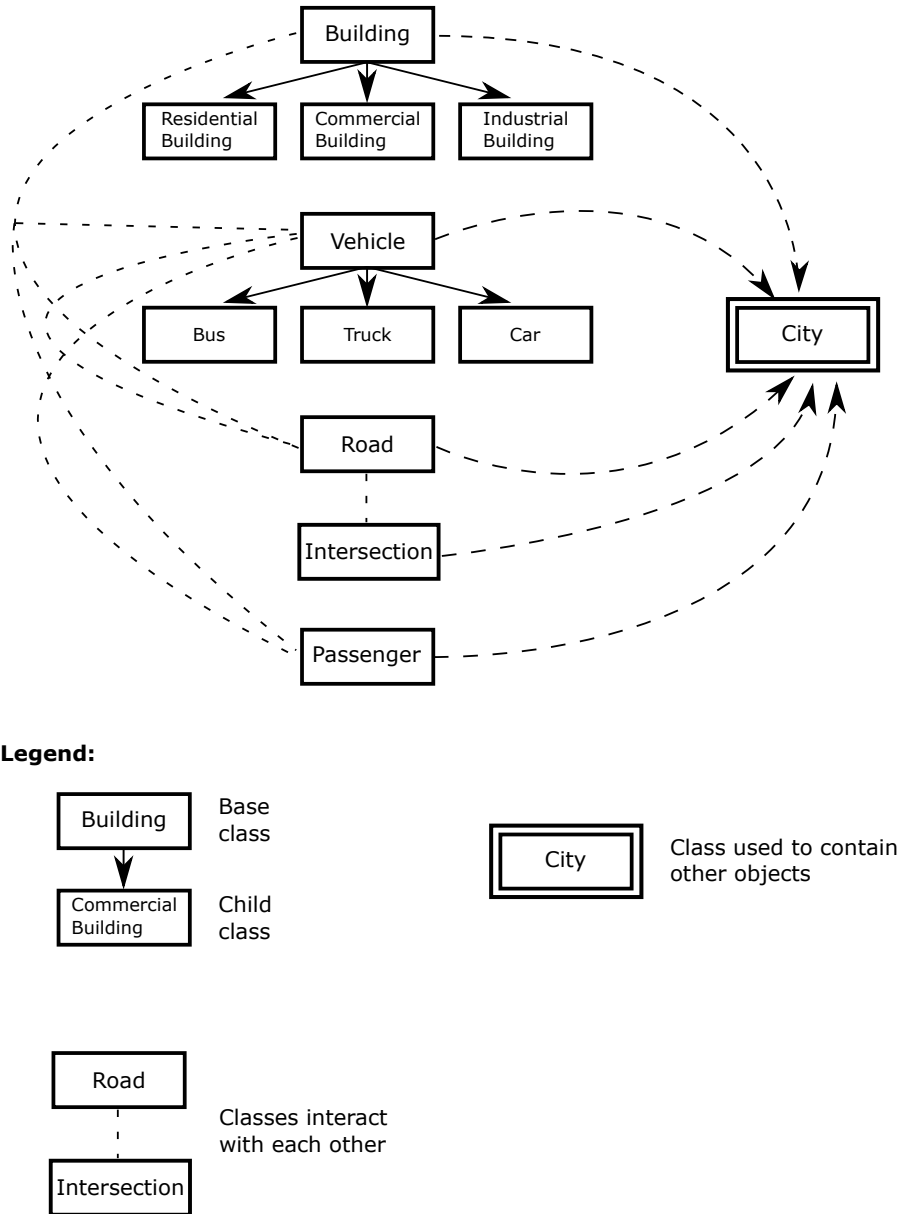 Building
Residential
Building
Commercial
Building
Industrial
Building
Vehicle
Bus
Truck
Car
City
Road
Intersection
Passenger
Legend:
Building
Base
class
Commercial
Building
Child
class
City
Class used to contain
other objects
Road
Intersection
Classes interact
with each other